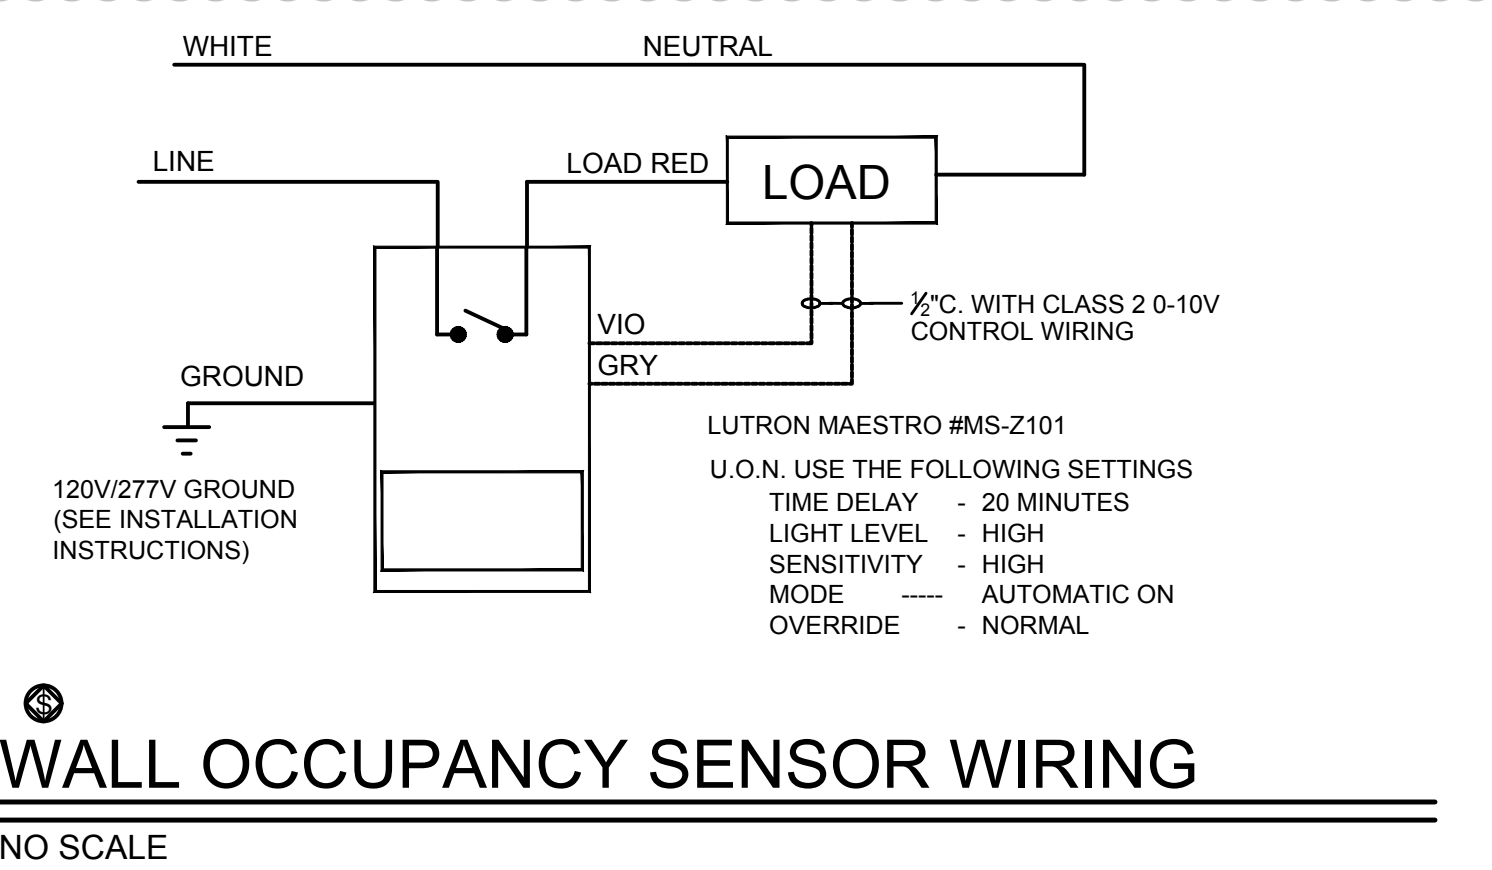 WHITE
NEUTRAL
LINE
LOAD RED
LOAD
½"C. WITH CLASS 2 0-10V
CONTROL WIRING
VIO
GRY
GROUND
120V/277V GROUND
(SEE INSTALLATION
INSTRUCTIONS)
LUTRON MAESTRO #MS-Z101
U.O.N. USE THE FOLLOWING SETTINGS
TIME DELAY - 20 MINUTES
LIGHT LEVEL - HIGH
SENSITIVITY - HIGH
MODE ----- AUTOMATIC ON
OVERRIDE - NORMAL
$
WALL OCCUPANCY SENSOR WIRING
NO SCALE